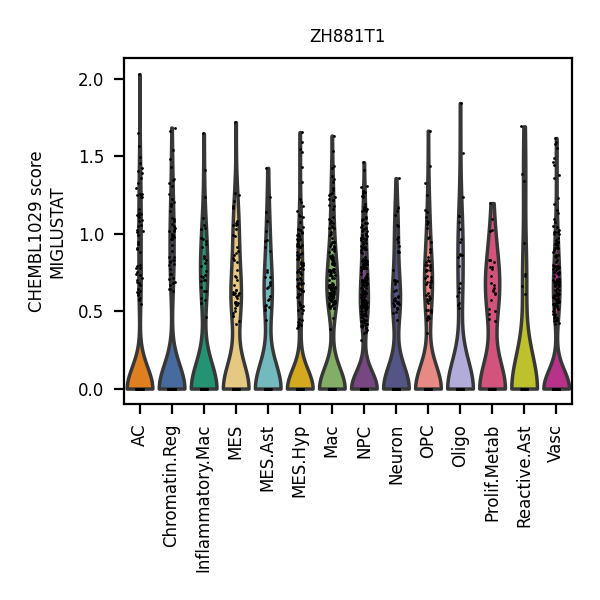 ZH881T1
CHEMBL1029 score
MIGLUSTAT
2.0
1.5
1.0
0.5
0.0
AC
Chromatin.Reg
Inflammatory.Mac
MES
MES.Ast
MES.Hyp
Mac
NPC
Neuron
OPC
Oligo
Prolif.Metab
Reactive.Ast
Vasc